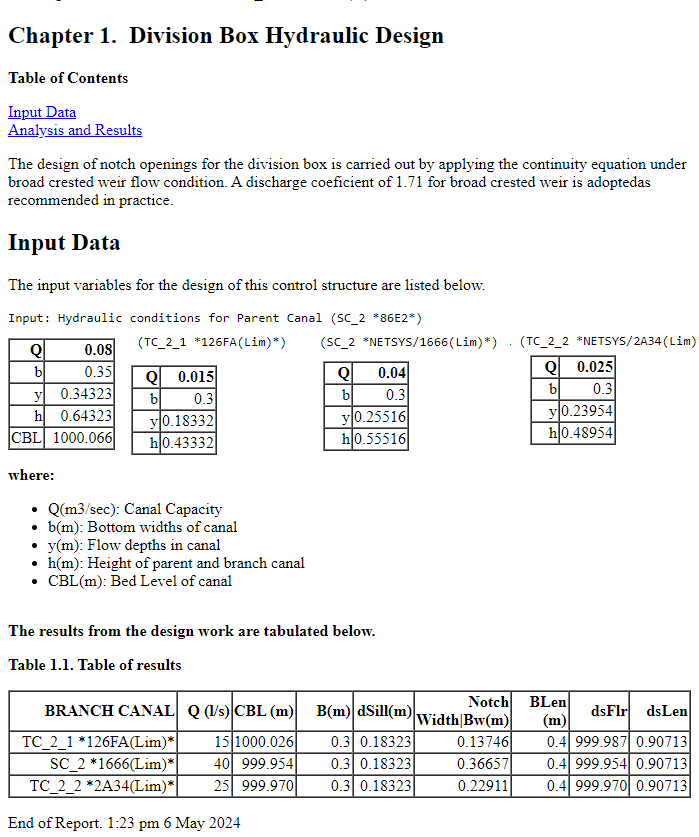 Chapter 1.  Division Box Hydraulic Design
Table of Contents
Input Data
Analysis and Results
The design of notch openings for the division box is carried out by applying the continuity equation under
broad crested weir flow condition. A discharge coeficient of 1.71 for broad crested weir is adoptedas
recommended in practice.
Input Data
The input variables for the design of this control structure are listed below.
Input: Hydraulic conditions for Parent Canal (SC_2 *86E2*)
Q 0.08
b 0.35
y 0.34323
h 0.64323
CBL 1000.066
(TC_2_1 *126FA(Lim)*)
Q 0.015
b 0.3
y 0.18332
h 0.43332
(SC_2 *NETSYS/1666(Lim)*) .
Q 0.04
b 0.3
y 0.25516
h 0.55516
(TC_2_2 *NETSYS/2A34(Lim)
Q 0.025
b 0.3
y 0.23954
h 0.48954
where:
• Q(m3/sec): Canal Capacity
• b(m): Bottom widths of canal
• y(m): Flow depths in canal
• h(m): Height of parent and branch canal
• CBL(m): Bed Level of canal
The results from the design work are tabulated below.
Table 1.1. Table of results
BRANCH CANAL Q (l/s) CBL (m) B(m) dSill(m) Notch Width|Bw(m) BLen (m) dsFlr dsLen
TC_2_1 *126FA(Lim)* 15 1000.026 0.3 0.18323 0.13746 0.4 999.987 0.90713
SC_2 *1666(Lim)* 40 999.954 0.3 0.18323 0.36657 0.4 999.954 0.90713
TC_2_2 *2A34(Lim)* 25 999.970 0.3 0.18323 0.22911 0.4 999.970 0.90713
End of Report. 1:23 pm 6 May 2024